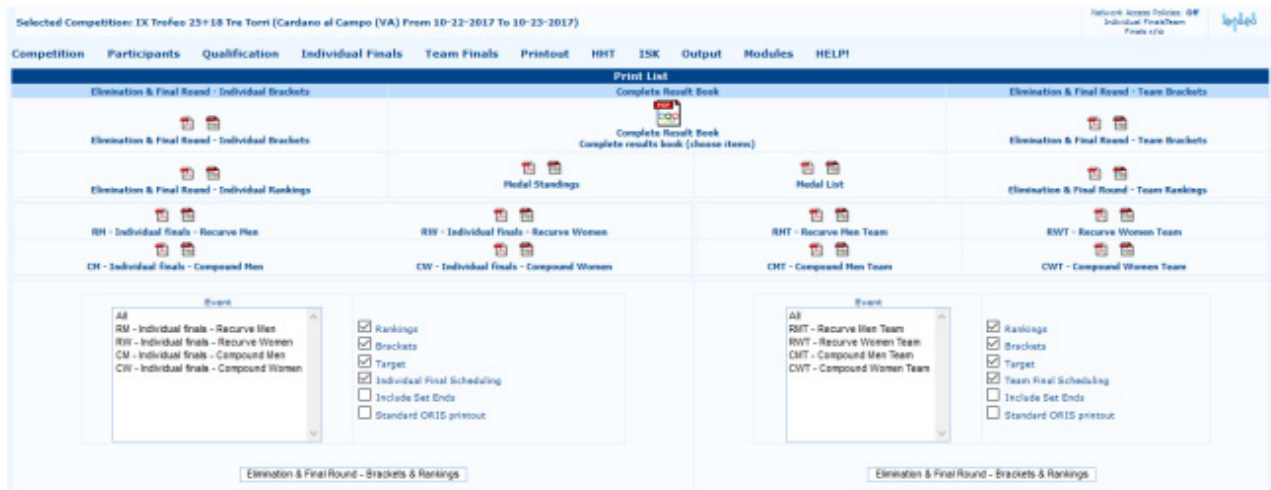 Selected Competition: IX Trofeo 25+18 Tre Torri (Cardano al Campo (VA) From 10-22-2017 To 10-23-2017)
Network Access Policies: Off
Individual FinalsTeam
Finals n/a
ianseo
Competition Participants Qualification Individual Finals Team Finals Printout HHT ISK Output Modules HELP!
Print List
Elimination & Final Round - Individual Brackets Complete Result Book Elimination & Final Round - Team Brackets
PDF
Elimination & Final Round - Individual Brackets Complete Result Book Elimination & Final Round - Team Brackets
Complete results book (choose items)
Elimination & Final Round - Individual Rankings Medal Standings Medal List Elimination & Final Round - Team Rankings
RM - Individual finals - Recurve Men RW - Individual finals - Recurve Women RMT - Recurve Men Team RWT - Recurve Women Team
CM - Individual finals - Compound Men CW - Individual finals - Compound Women CMT - Compound Men Team CWT - Compound Women Team
Event
All
RM - Individual finals - Recurve Men
RW - Individual finals - Recurve Women
CM - Individual finals - Compound Men
CW - Individual finals - Compound Women
Rankings
Brackets
Target
Individual Final Scheduling
Include Set Ends
Standard ORIS printout
Elimination & Final Round - Brackets & Rankings
Event
All
RMT - Recurve Men Team
RWT - Recurve Women Team
CMT - Compound Men Team
CWT - Compound Women Team
Rankings
Brackets
Target
Team Final Scheduling
Include Set Ends
Standard ORIS printout
Elimination & Final Round - Brackets & Rankings